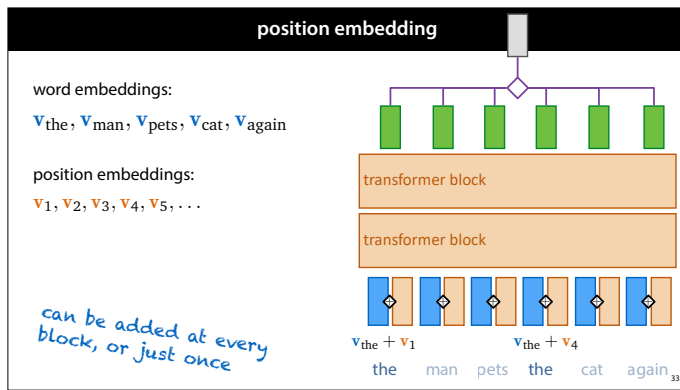 position embedding
word embeddings:
v_the, v_man, v_pets, v_cat, v_again
position embeddings:
v_1, v_2, v_3, v_4, v_5, ...
can be added at every
block, or just once
transformer block
transformer block
v_the + v_1 v_the + v_4
the man pets the cat again
33